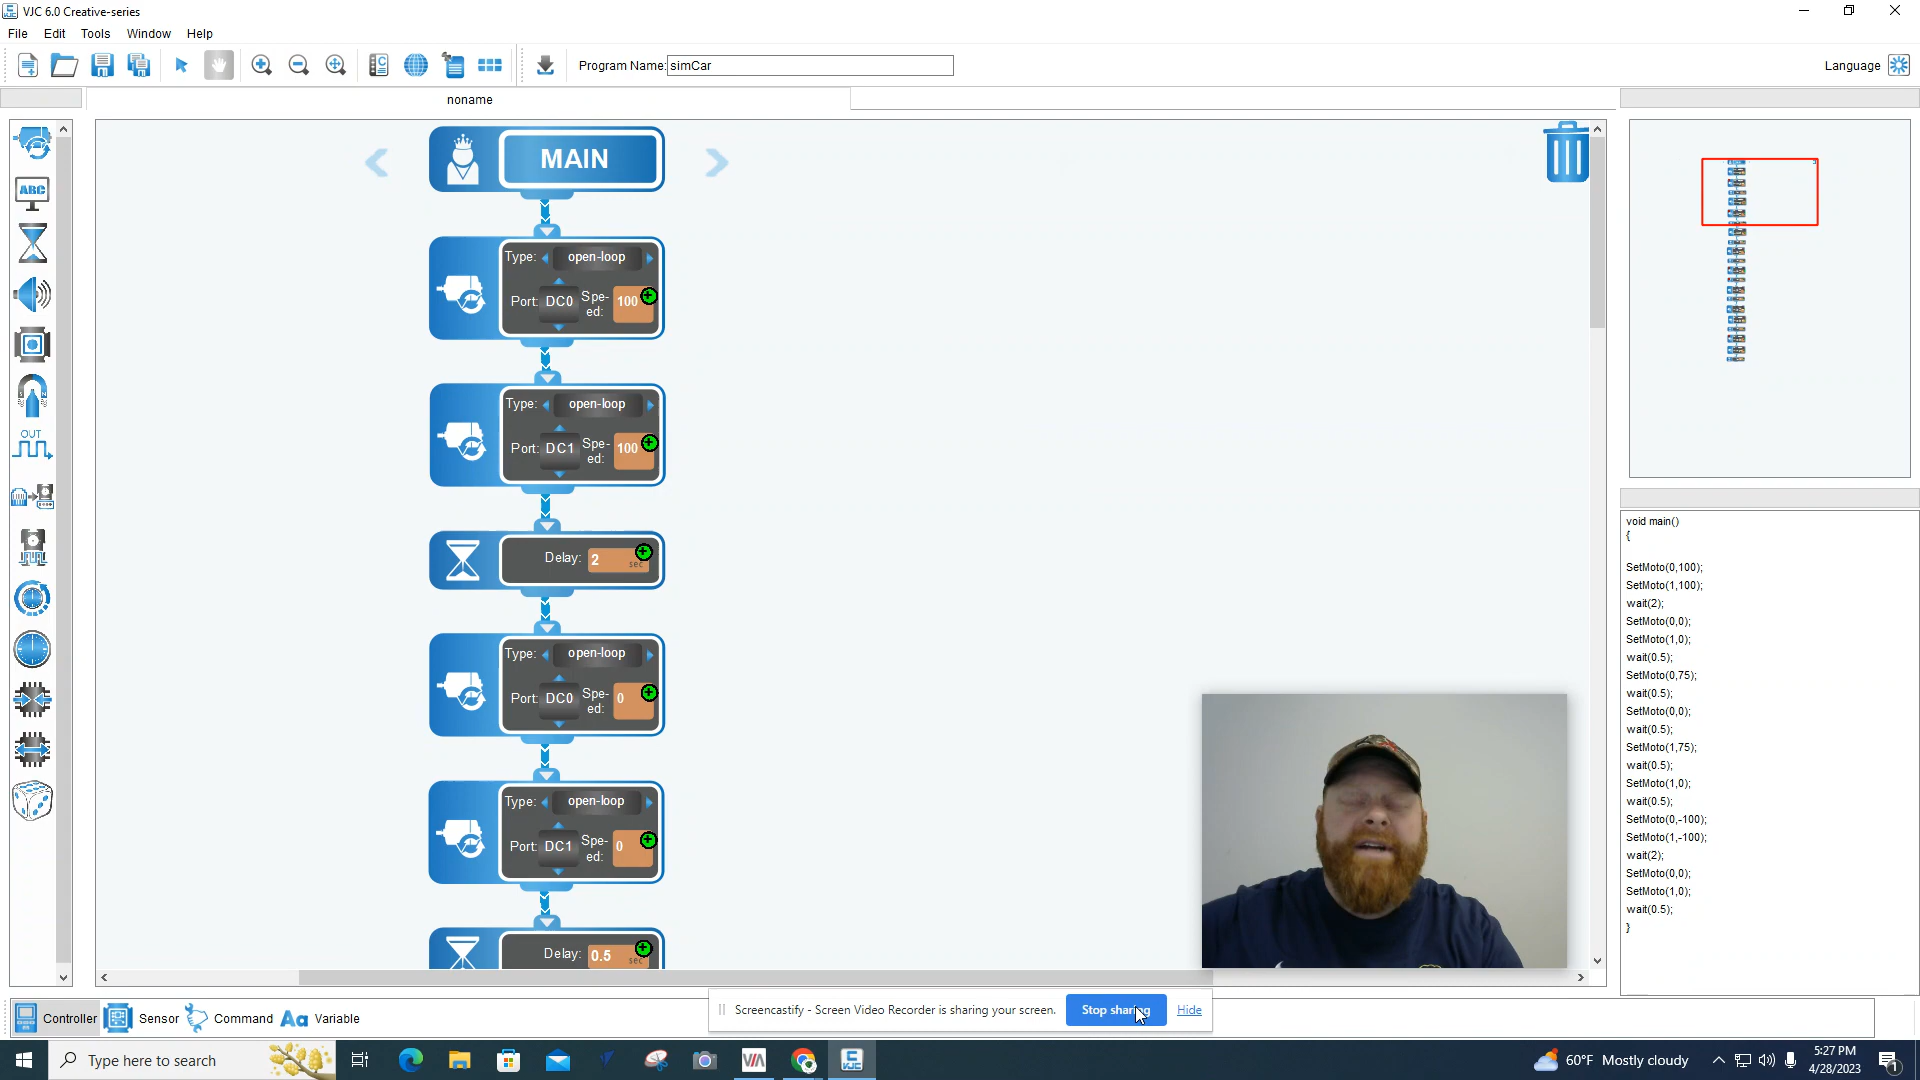 VJC 6.0 Creative-series
File Edit Tools Window Help
Program Name: simCar
Language
noname
MAIN
Type: open-loop
Port: DC0 Spe-ed: 100
Type: open-loop
Port: DC1 Spe-ed: 100
Delay: 2 sec
Type: open-loop
Port: DC0 Spe-ed: 0
Type: open-loop
Port: DC1 Spe-ed: 0
Delay: 0.5 sec
ABC
OUT
void main()
{
SetMoto(0,100);
SetMoto(1,100);
wait(2);
SetMoto(0,0);
SetMoto(1,0);
wait(0.5);
SetMoto(0,75);
wait(0.5);
SetMoto(0,0);
wait(0.5);
SetMoto(1,75);
wait(0.5);
SetMoto(1,0);
wait(0.5);
SetMoto(0,-100);
SetMoto(1,-100);
wait(2);
SetMoto(0,0);
SetMoto(1,0);
wait(0.5);
}
Controller Sensor Command Aa Variable
Screencastify - Screen Video Recorder is sharing your screen. Stop sharing Hide
Type here to search
60°F Mostly cloudy
5:27 PM
4/28/2023
1